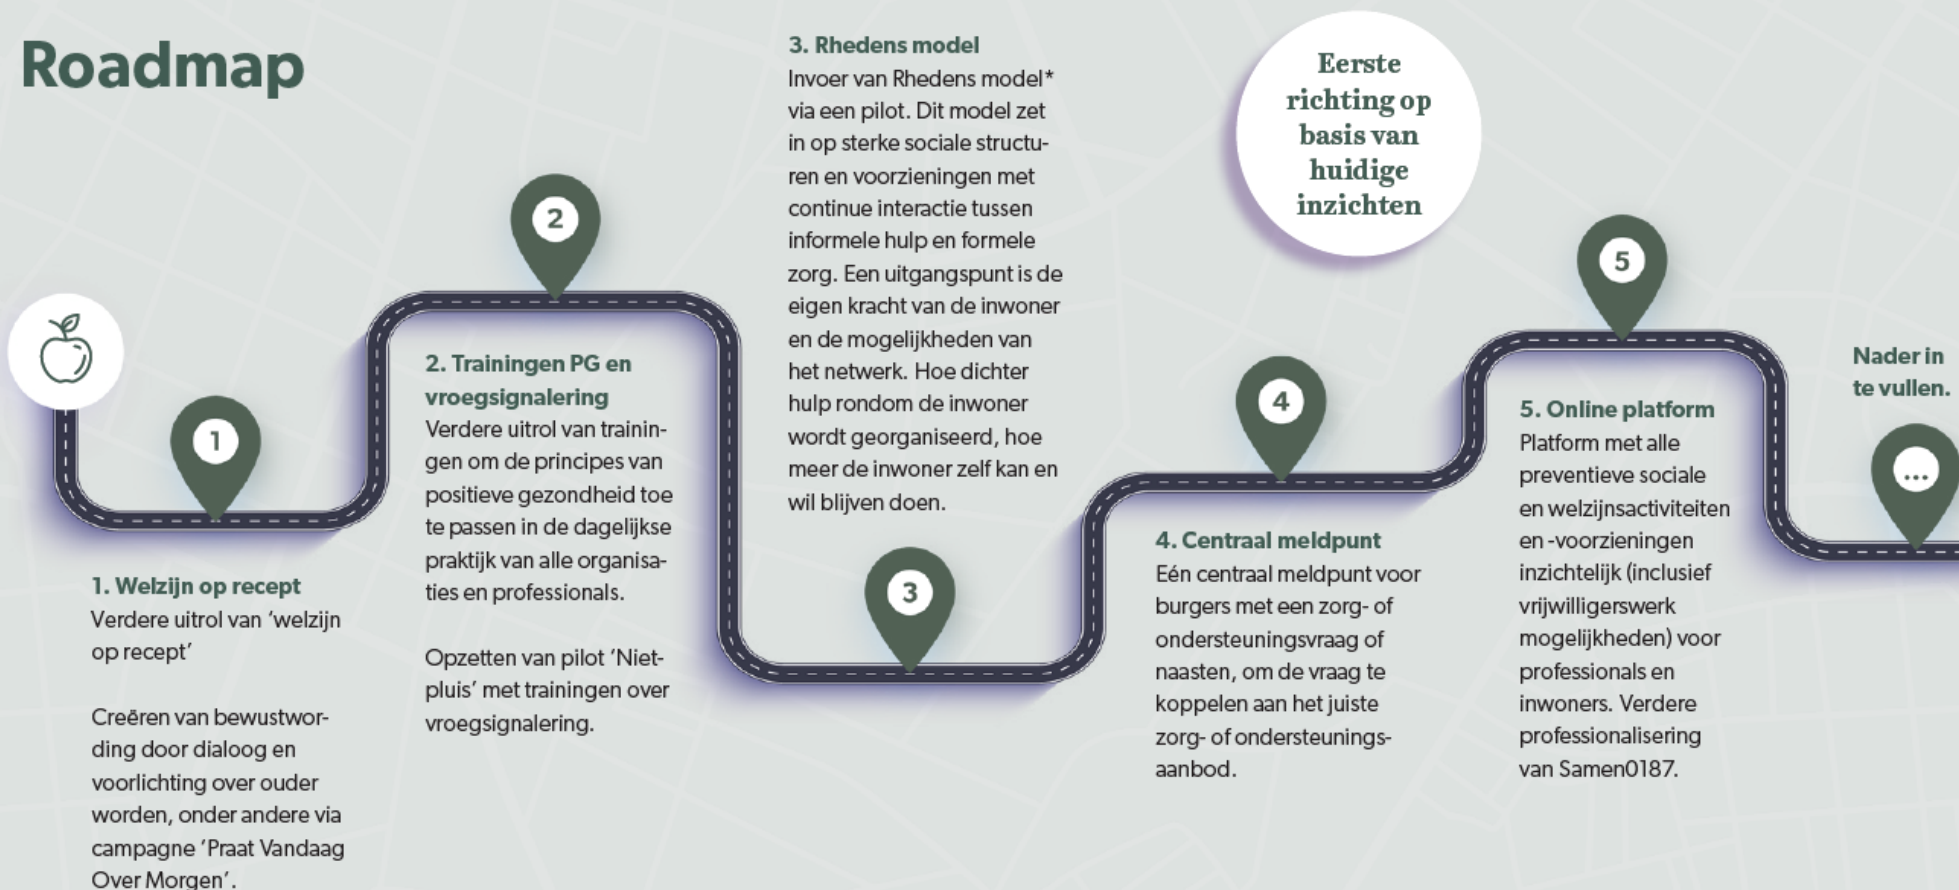 Roadmap
1
1. Welzijn op recept
Verdere uitrol van ‘welzijn
op recept’
Creëren van bewustwor-
ding door dialoog en
voorlichting over ouder
worden, onder andere via
campagne ‘Praat Vandaag
Over Morgen’.
2
2. Trainingen PG en
vroegsignalering
Verdere uitrol van trainin-
gen om de principes van
positieve gezondheid toe
te passen in de dagelijkse
praktijk van alle organisa-
ties en professionals.
Opzetten van pilot ‘Niet-
pluis’ met trainingen over
vroegsignalering.
3. Rhedens model
Invoer van Rhedens model*
via een pilot. Dit model zet
in op sterke sociale structu-
ren en voorzieningen met
continue interactie tussen
informele hulp en formele
zorg. Een uitgangspunt is de
eigen kracht van de inwoner
en de mogelijkheden van
het netwerk. Hoe dichter
hulp rondom de inwoner
wordt georganiseerd, hoe
meer de inwoner zelf kan en
wil blijven doen.
3
Eerste
richting op
basis van
huidige
inzichten
4
4. Centraal meldpunt
Eén centraal meldpunt voor
burgers met een zorg- of
ondersteuningsvraag of
naasten, om de vraag te
koppelen aan het juiste
zorg- of ondersteunings-
aanbod.
5
5. Online platform
Platform met alle
preventieve sociale
en welzijnsactiviteiten
en -voorzieningen
inzichtelijk (inclusief
vrijwilligerswerk
mogelijkheden) voor
professionals en
inwoners. Verdere
professionalisering
van Samen0187.
Nader in
te vullen.
...